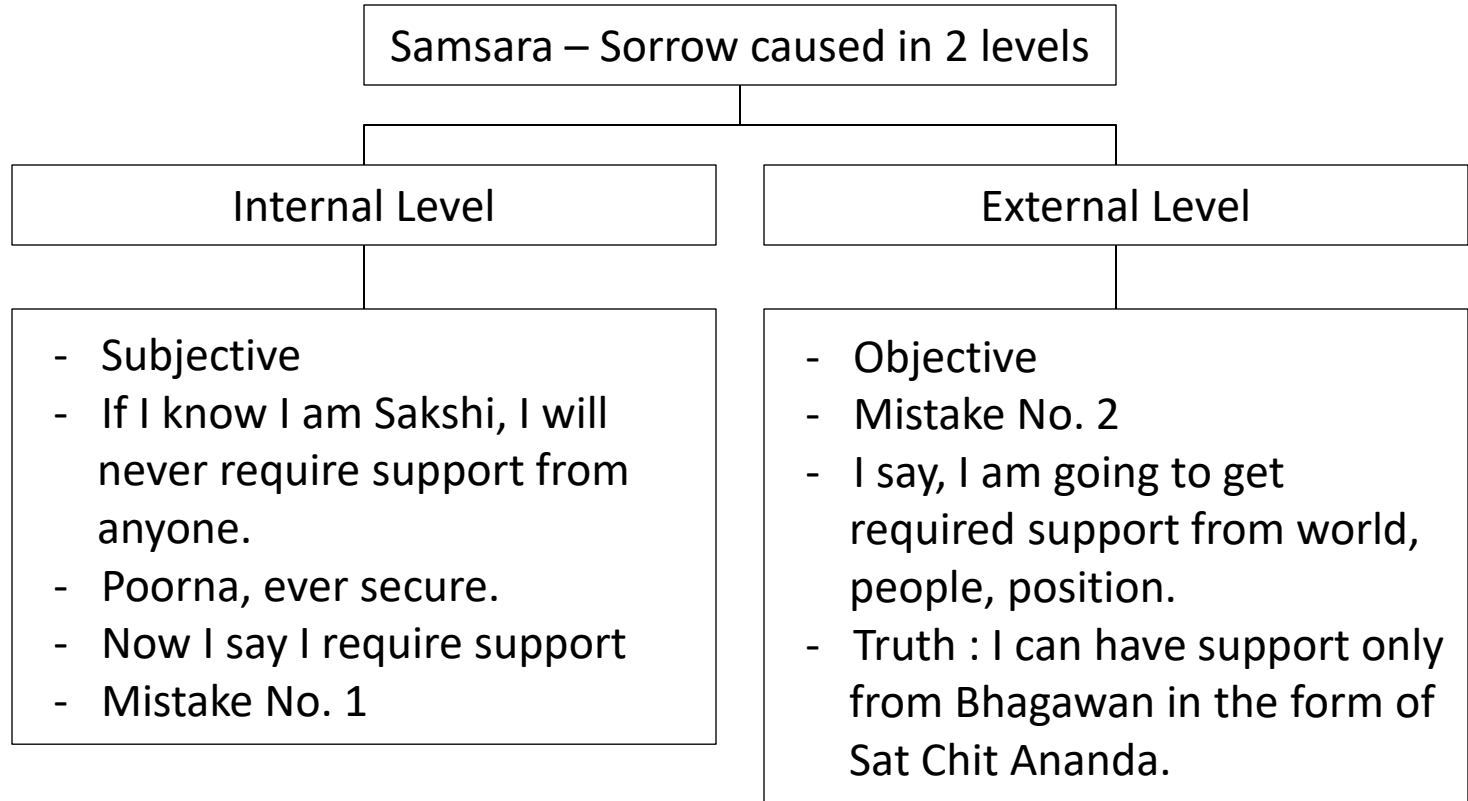 Samsara – Sorrow caused in 2 levels
Internal Level
- Subjective
- If I know I am Sakshi, I will
never require support from
anyone.
- Poorna, ever secure.
- Now I say I require support
- Mistake No. 1
External Level
- Objective
- Mistake No. 2
- I say, I am going to get
required support from world,
people, position.
- Truth : I can have support only
from Bhagawan in the form of
Sat Chit Ananda.